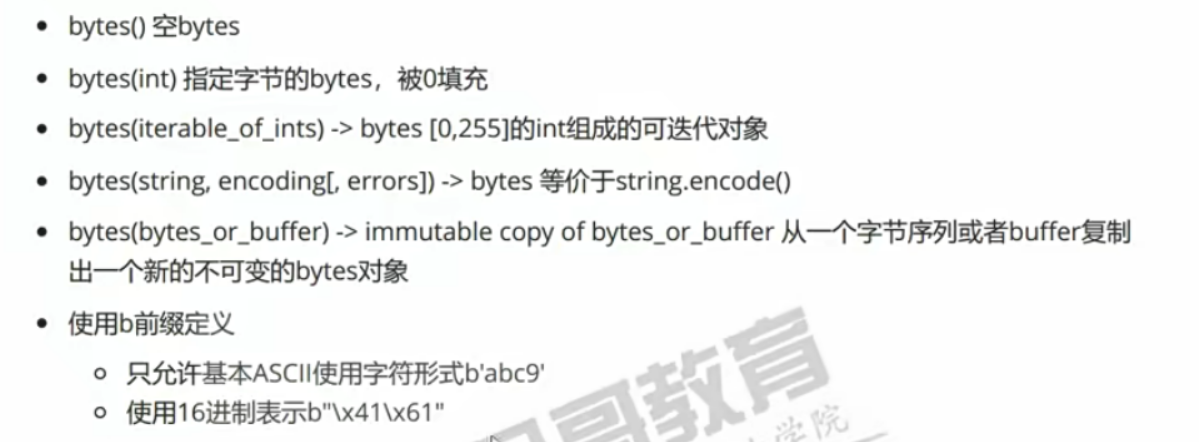 • bytes() 空bytes
• bytes(int) 指定字节的bytes，被0填充
• bytes(iterable_of_ints) -> bytes [0,255]的int组成的可迭代对象
• bytes(string, encoding[, errors]) -> bytes 等价于string.encode()
• bytes(bytes_or_buffer) -> immutable copy of bytes_or_buffer 从一个字节序列或者buffer复制
出一个新的不可变的bytes对象
• 使用b前缀定义
○ 只允许基本ASCII使用字符形式b'abc9'
○ 使用16进制表示b"\x41\x61"
哥教育
学院